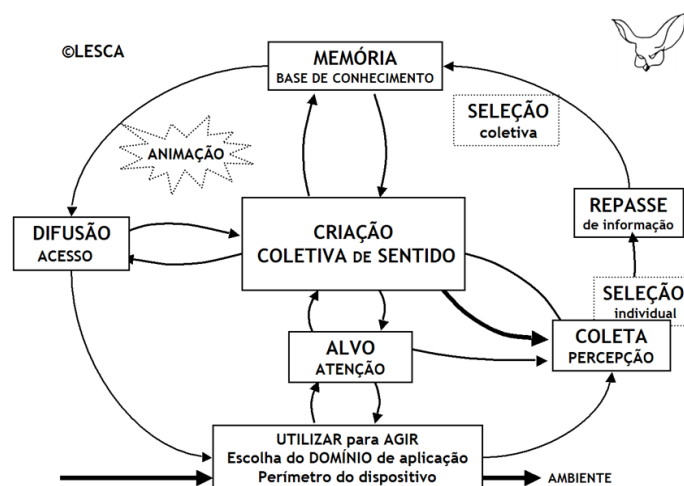 ©LESCA
MEMÓRIA
BASE DE CONHECIMENTO
SELEÇÃO
coletiva
ANIMAÇÃO
REPASSE
de informação
DIFUSÃO
ACESSO
CRIAÇÃO
COLETIVA DE SENTIDO
SELEÇÃO
individual
COLETA
PERCEPÇÃO
ALVO
ATENÇÃO
UTILIZAR para AGIR
Escolha do DOMÍNIO de aplicação
Perímetro do dispositivo
AMBIENTE